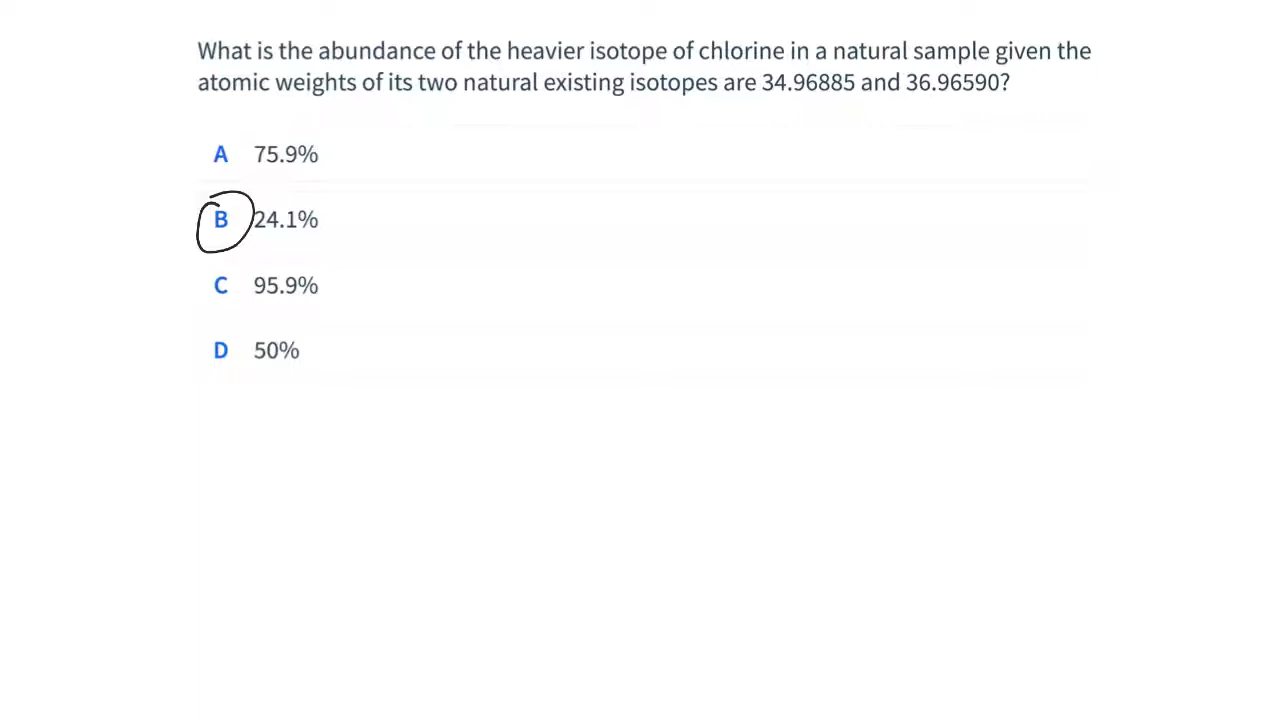 What is the abundance of the heavier isotope of chlorine in a natural sample given the
atomic weights of its two natural existing isotopes are 34.96885 and 36.96590?
A 75.9%
B 24.1%
C 95.9%
D 50%